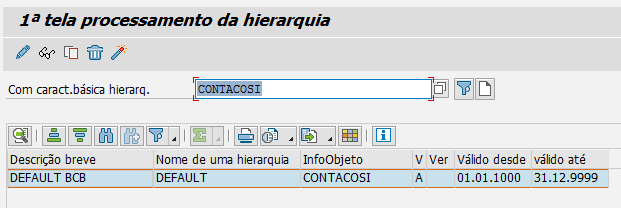 1ª tela processamento da hierarquia
Com caract.básica hierarq. CONTACOSI
Descrição breve Nome de uma hierarquia InfoObjeto V Ver Válido desde válido até
DEFAULT BCB DEFAULT CONTACOSI A 01.01.1000 31.12.9999